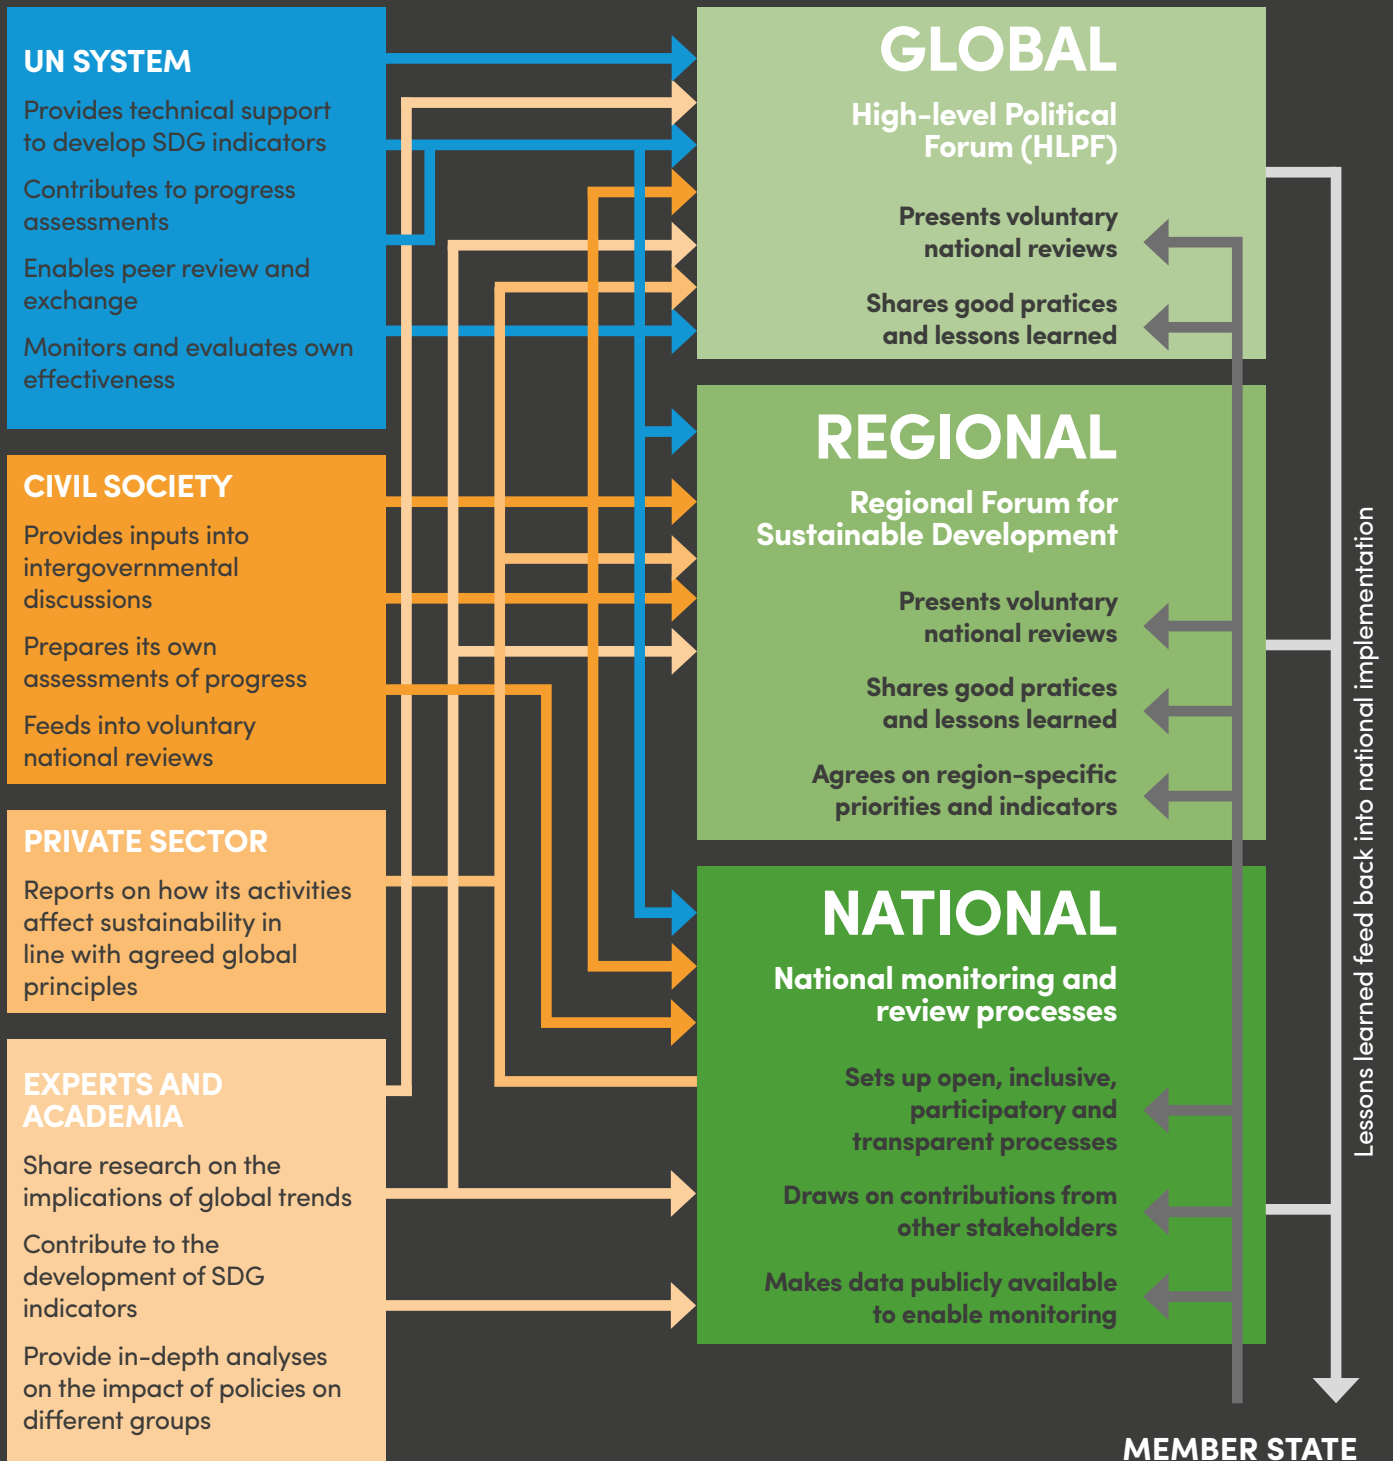 UN SYSTEM
Provides technical support
to develop SDG indicators
Contributes to progress
assessments
Enables peer review and
exchange
Monitors and evaluates own
effectiveness
CIVIL SOCIETY
Provides inputs into
intergovernmental
discussions
Prepares its own
assessments of progress
Feeds into voluntary
national reviews
PRIVATE SECTOR
Reports on how its activities
affect sustainability in
line with agreed global
principles
EXPERTS AND
ACADEMIA
Share research on the
implications of global trends
Contribute to the
development of SDG
indicators
Provide in-depth analyses
on the impact of policies on
different groups
GLOBAL
High-level Political
Forum (HLPF)
Presents voluntary
national reviews
Shares good pratices
and lessons learned
REGIONAL
Regional Forum for
Sustainable Development
Presents voluntary
national reviews
Shares good pratices
and lessons learned
Agrees on region-specific
priorities and indicators
NATIONAL
National monitoring and
review processes
Sets up open, inclusive,
participatory and
transparent processes
Draws on contributions from
other stakeholders
Makes data publicly available
to enable monitoring
Lessons learned feed back into national implementation
MEMBER STATE